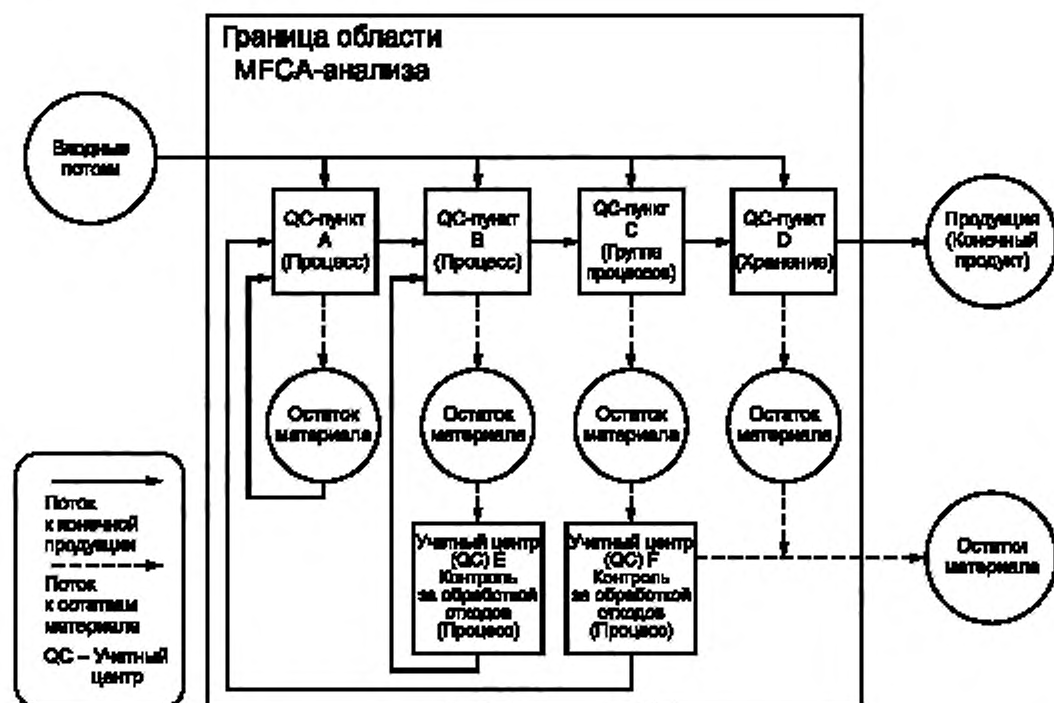 Граница области
MFCA-анализа
Входные
потоки
QC-пункт
A
(Процесс)
QC-пункт
B
(Процесс)
QC-пункт
C
(Группа
процессов)
QC-пункт
D
(Хранение)
Продукция
(Конечный
продукт)
Остаток
материала
Остаток
материала
Остаток
материала
Остаток
материала
Учетный центр
(QC) E
Контроль
за обработкой
отходов
(Процесс)
Учетный центр
(QC) F
Контроль
за обработкой
отходов
(Процесс)
Остатки
материала
Поток
к конечной
продукции
Поток
к остаткам
материала
QC – Учетный
центр